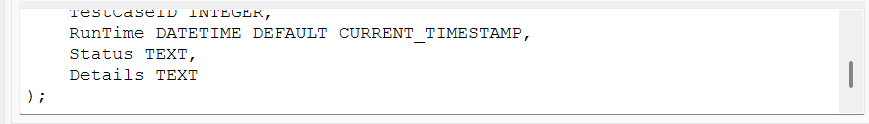 TestCaseID INTEGER,
RunTime DATETIME DEFAULT CURRENT_TIMESTAMP,
Status TEXT,
Details TEXT
);